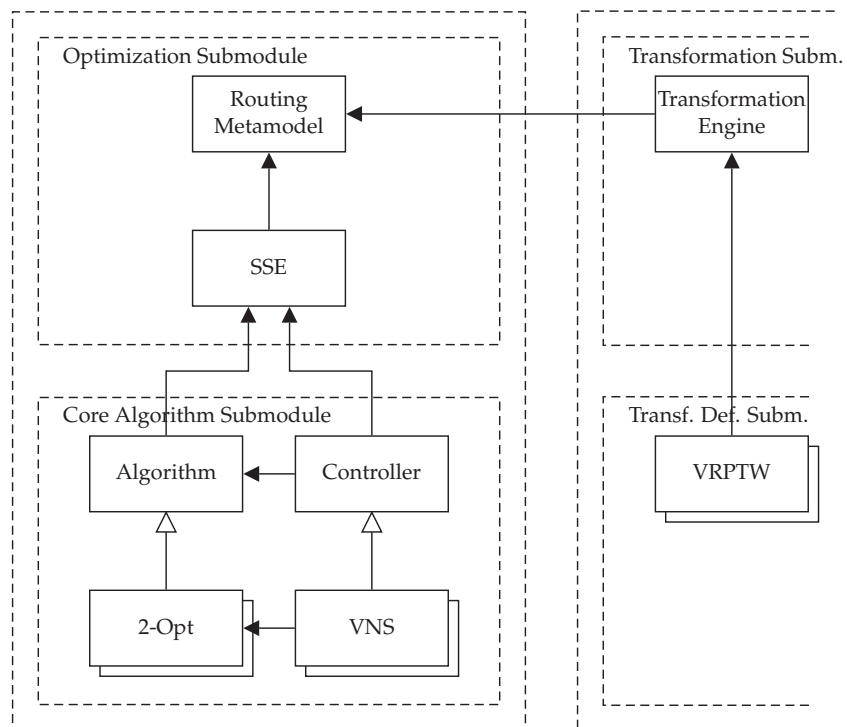 Optimization Submodule
Transformation Subm.
Routing
Metamodel
Transformation
Engine
SSE
Core Algorithm Submodule
Transf. Def. Subm.
Algorithm
Controller
VRPTW
2-Opt
VNS